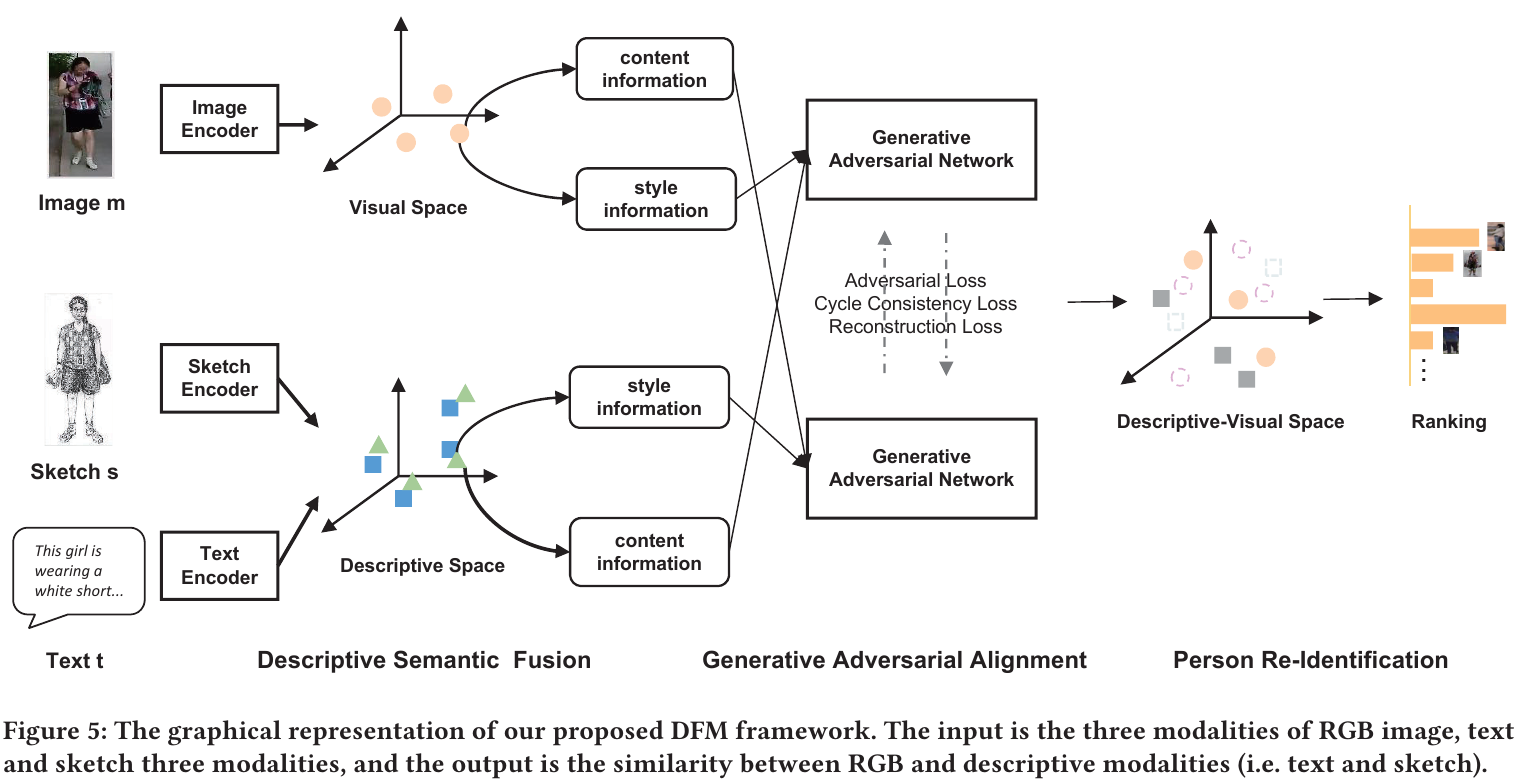 content
information
Image
Encoder
Generative
Adversarial Network
style
information
Image m
Visual Space
Adversarial Loss
Cycle Consistency Loss
Reconstruction Loss
Sketch
Encoder
style
information
Descriptive-Visual Space
Ranking
Sketch s
Generative
Adversarial Network
This girl is
wearing a
white short...
Text
Encoder
Descriptive Space
content
information
Text t
Descriptive Semantic Fusion
Generative Adversarial Alignment
Person Re-Identification
Figure 5: The graphical representation of our proposed DFM framework. The input is the three modalities of RGB image, text
and sketch three modalities, and the output is the similarity between RGB and descriptive modalities (i.e. text and sketch).